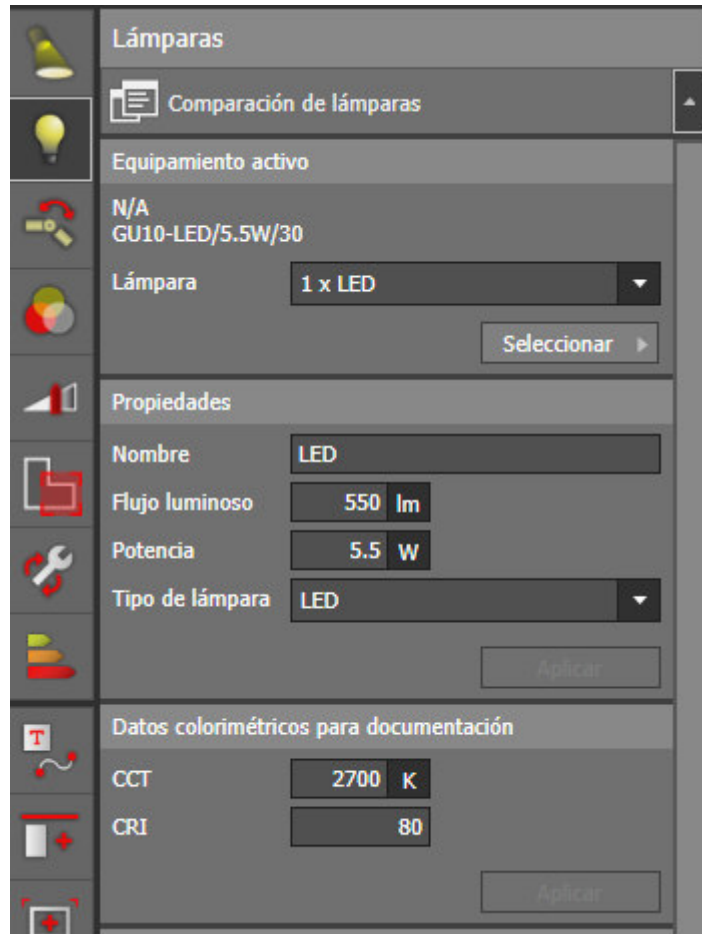 Lámparas
Comparación de lámparas
Equipamiento activo
N/A
GU10-LED/5.5W/30
Lámpara 1 x LED
Seleccionar
Propiedades
Nombre LED
Flujo luminoso 550 lm
Potencia 5.5 W
Tipo de lámpara LED
Aplicar
T
Datos colorimétricos para documentación
CCT 2700 K
CRI 80
Aplicar